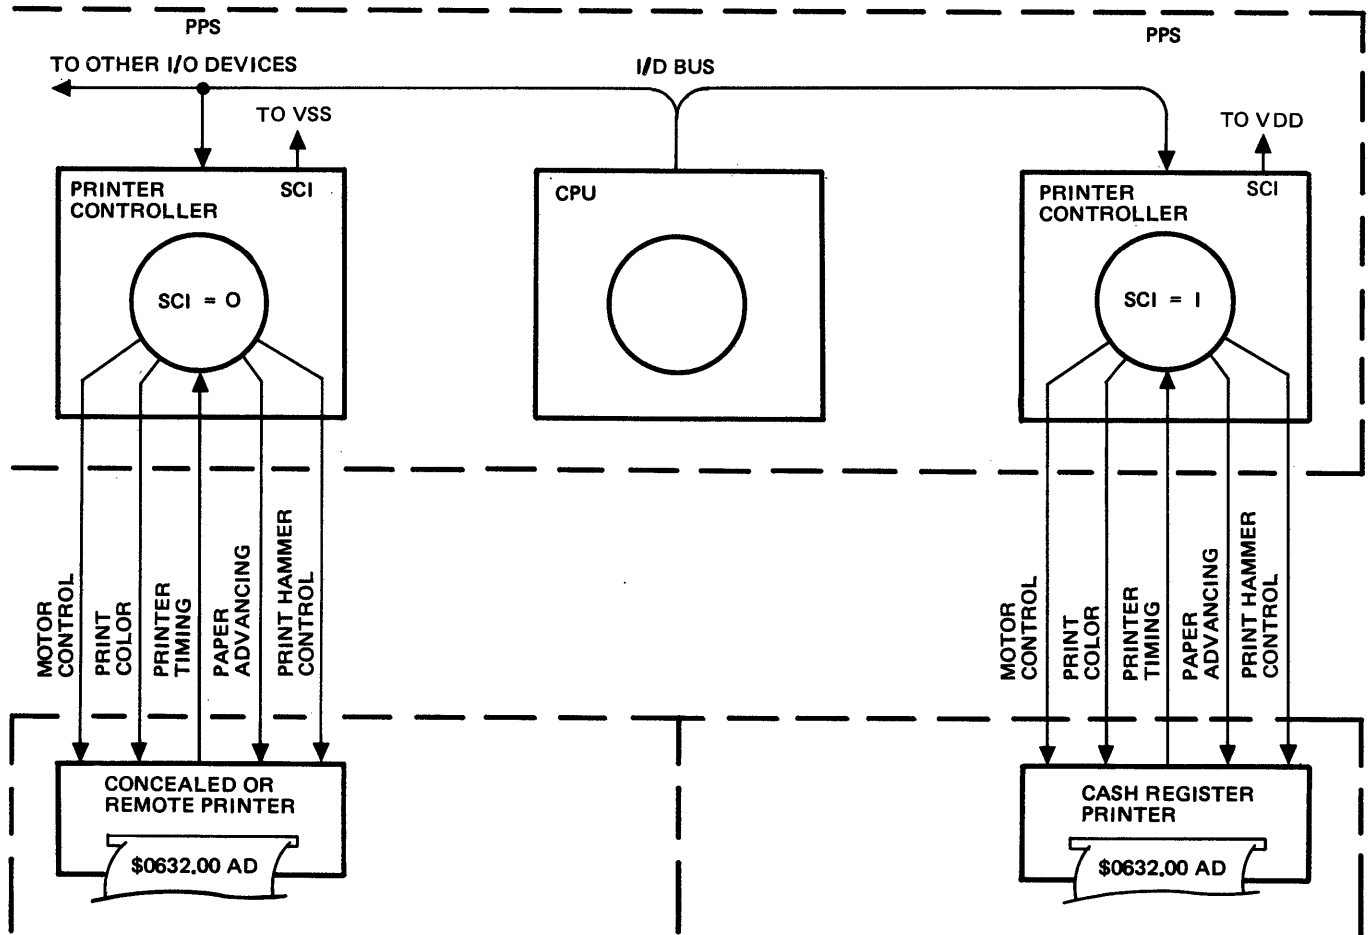 PPS
PPS
TO OTHER I/O DEVICES
I/D BUS
TO VSS
TO VDD
PRINTER
CONTROLLER
SCI
CPU
PRINTER
CONTROLLER
SCI
SCI = 0
SCI = 1
MOTOR
CONTROL
PRINT
COLOR
PRINTER
TIMING
PAPER
ADVANCING
PRINT HAMMER
CONTROL
MOTOR
CONTROL
PRINT
COLOR
PRINTER
TIMING
PAPER
ADVANCING
PRINT HAMMER
CONTROL
CONCEALED OR
REMOTE PRINTER
$0632.00 AD
CASH REGISTER
PRINTER
$0632.00 AD